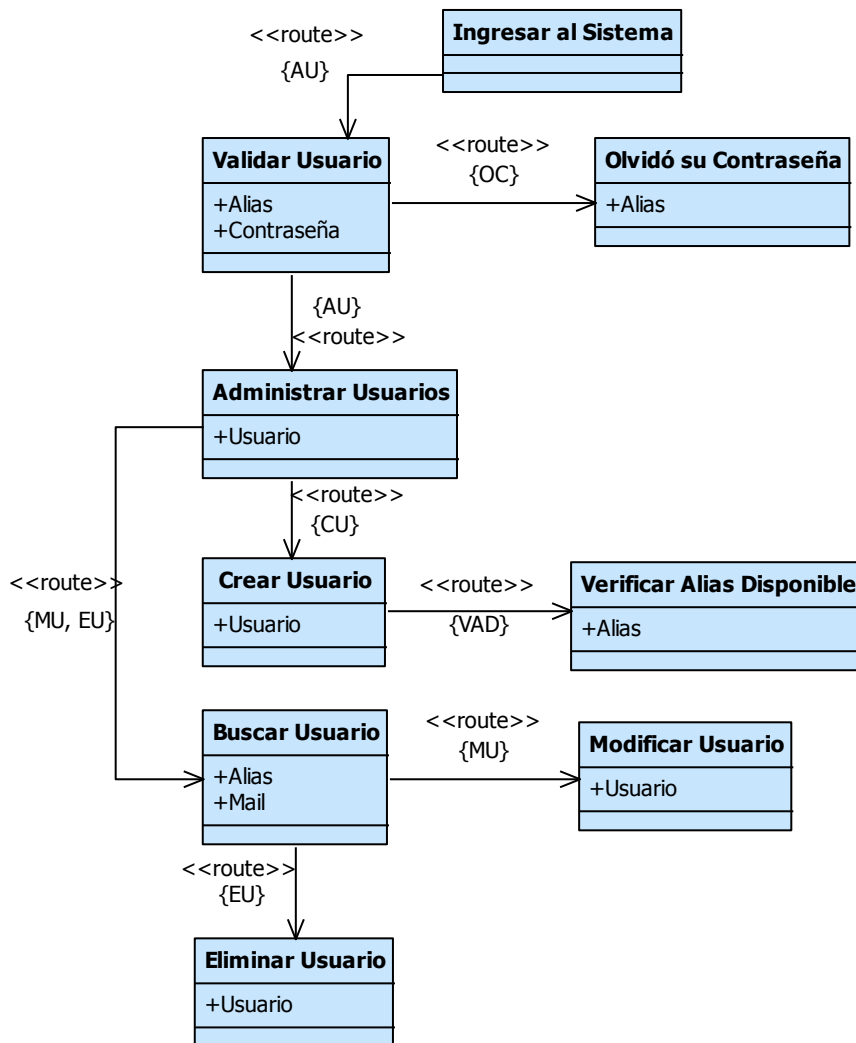 <<route>>
Ingresar al Sistema
{AU}
Validar Usuario
+Alias
+Contraseña
<<route>>
{OC}
Olvidó su Contraseña
+Alias
{AU}
<<route>>
Administrar Usuarios
+Usuario
<<route>>
{CU}
<<route>>
{MU, EU}
Crear Usuario
+Usuario
<<route>>
{VAD}
Verificar Alias Disponible
+Alias
Buscar Usuario
+Alias
+Mail
<<route>>
{MU}
Modificar Usuario
+Usuario
<<route>>
{EU}
Eliminar Usuario
+Usuario